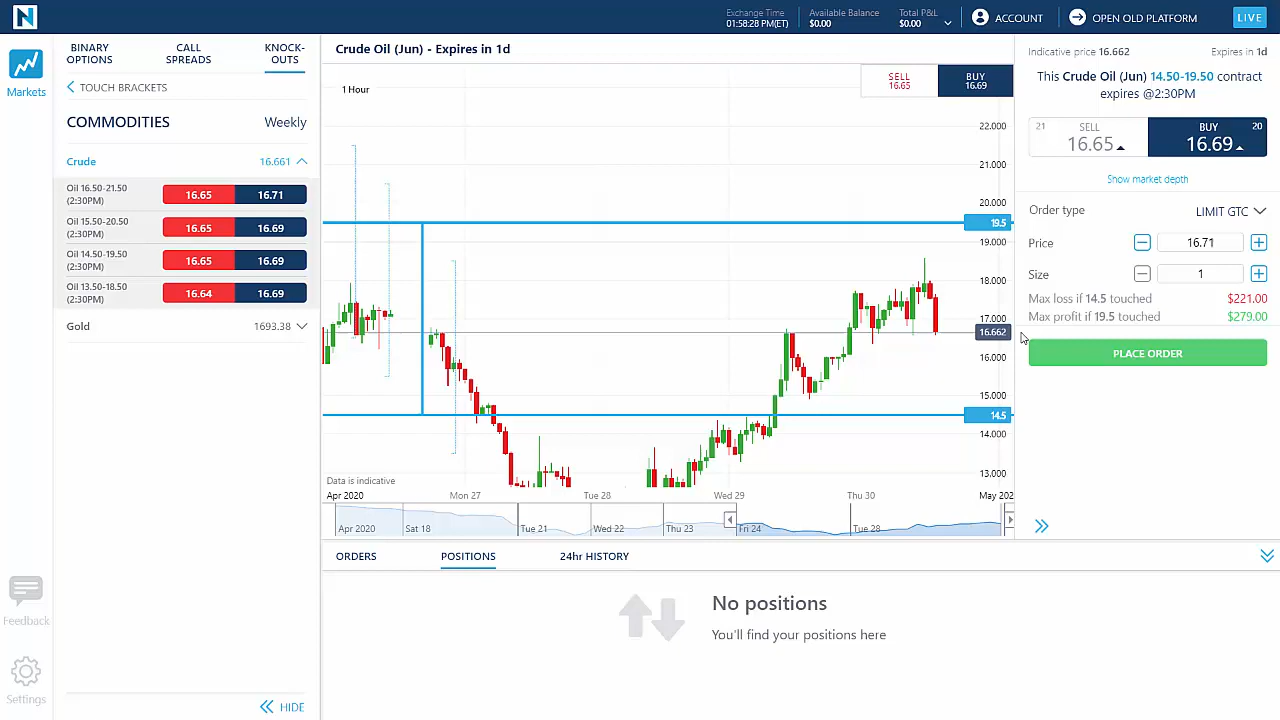 N
Exchange Time
01:58:28 PM(ET)
Available Balance
$0.00
Total P&L
$0.00
ACCOUNT
OPEN OLD PLATFORM
LIVE
Markets
BINARY
OPTIONS
CALL
SPREADS
KNOCK-
OUTS
TOUCH BRACKETS
COMMODITIES
Weekly
Crude
16.661
Oil 16.50-21.50
(2:30PM)
16.65
16.71
Oil 15.50-20.50
(2:30PM)
16.65
16.69
Oil 14.50-19.50
(2:30PM)
16.65
16.69
Oil 13.50-18.50
(2:30PM)
16.64
16.69
Gold
1693.38
Feedback
Settings
HIDE
Crude Oil (Jun) - Expires in 1d
1 Hour
SELL
16.65
BUY
16.69
22.000
21.000
20.000
19.5
19.000
18.000
17.000
16.662
16.000
15.000
14.5
14.000
13.000
Data is indicative
Apr 2020
Mon 27
Tue 28
Wed 29
Thu 30
May 202
Apr 2020
Sat 18
Tue 21
Wed 22
Thu 23
Fri 24
Tue 28
Indicative price 16.662
Expires in 1d
This Crude Oil (Jun) 14.50-19.50 contract
expires @2:30PM
21
SELL
16.65
BUY
20
16.69
Show market depth
Order type
LIMIT GTC
Price
16.71
Size
1
Max loss if 14.5 touched
$221.00
Max profit if 19.5 touched
$279.00
PLACE ORDER
ORDERS
POSITIONS
24hr HISTORY
No positions
You'll find your positions here